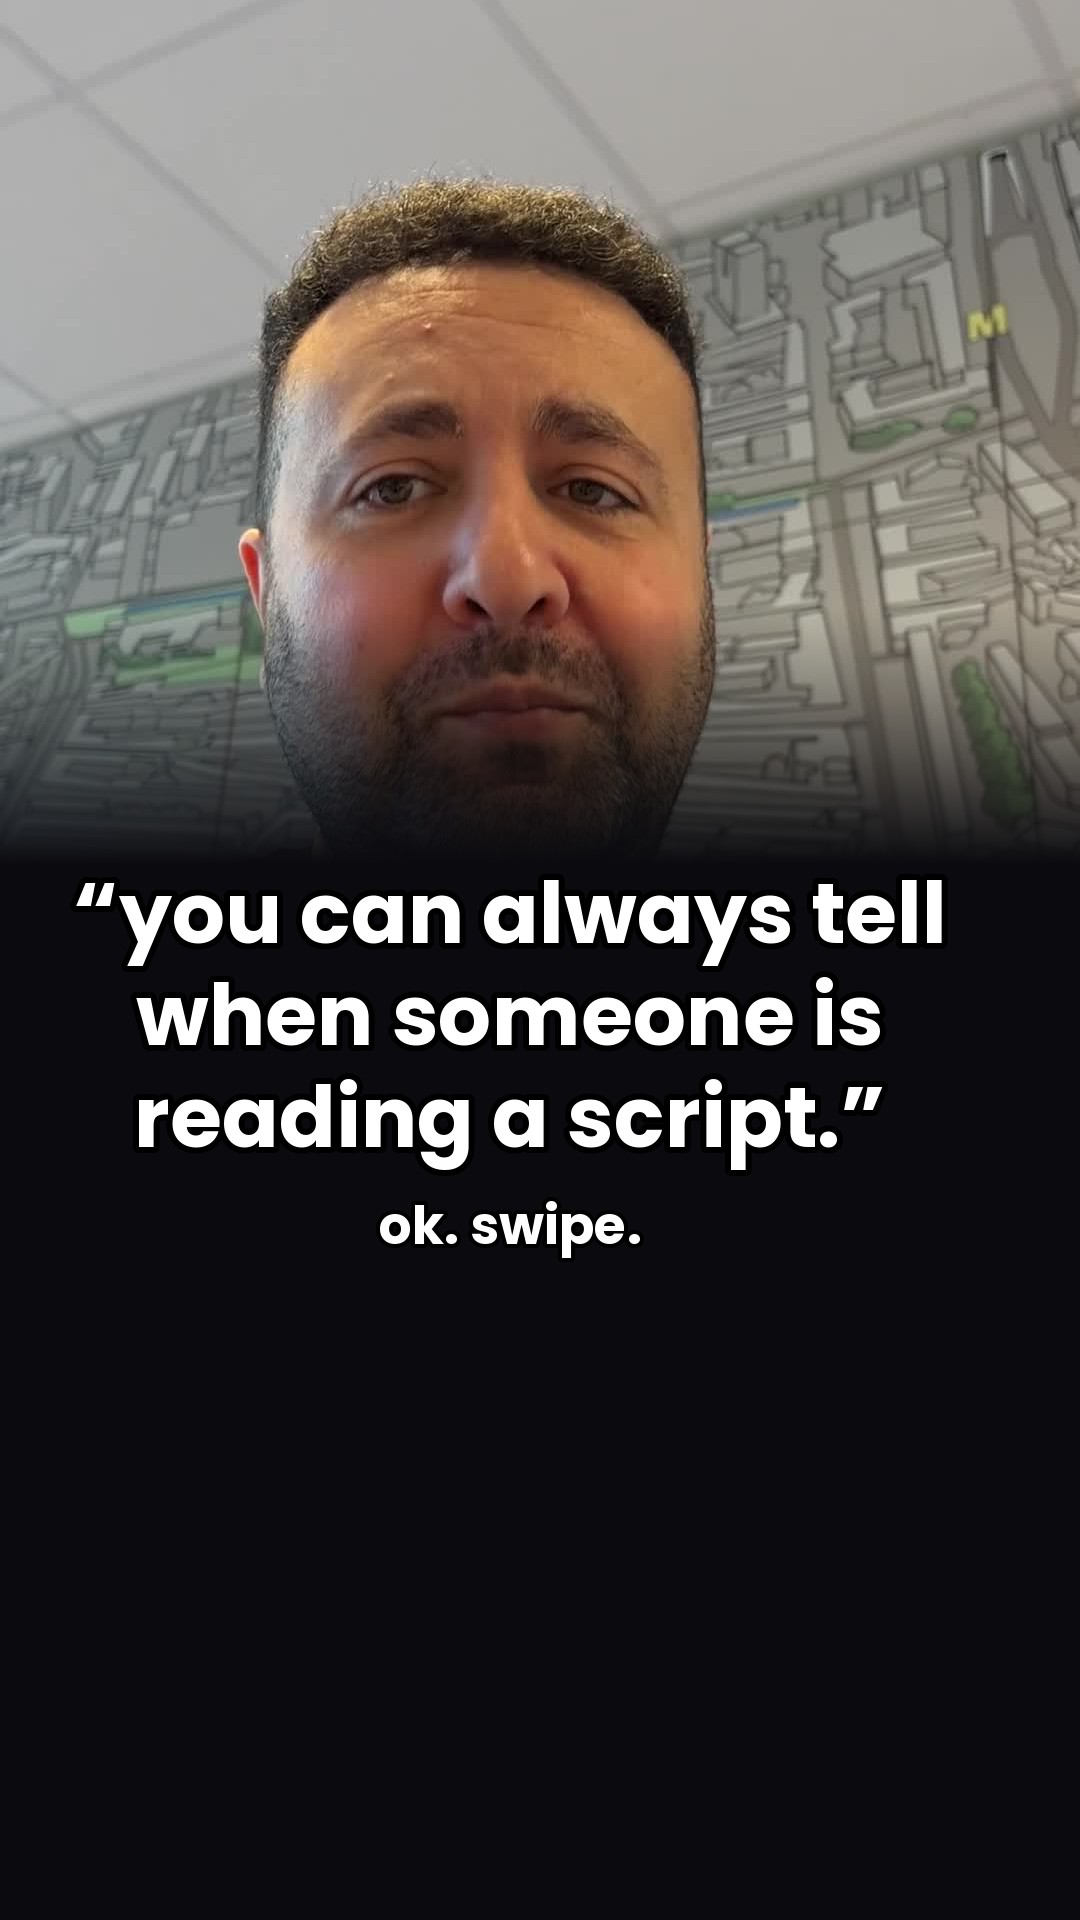 M
“you can always tell
when someone is
reading a script.”
ok. swipe.